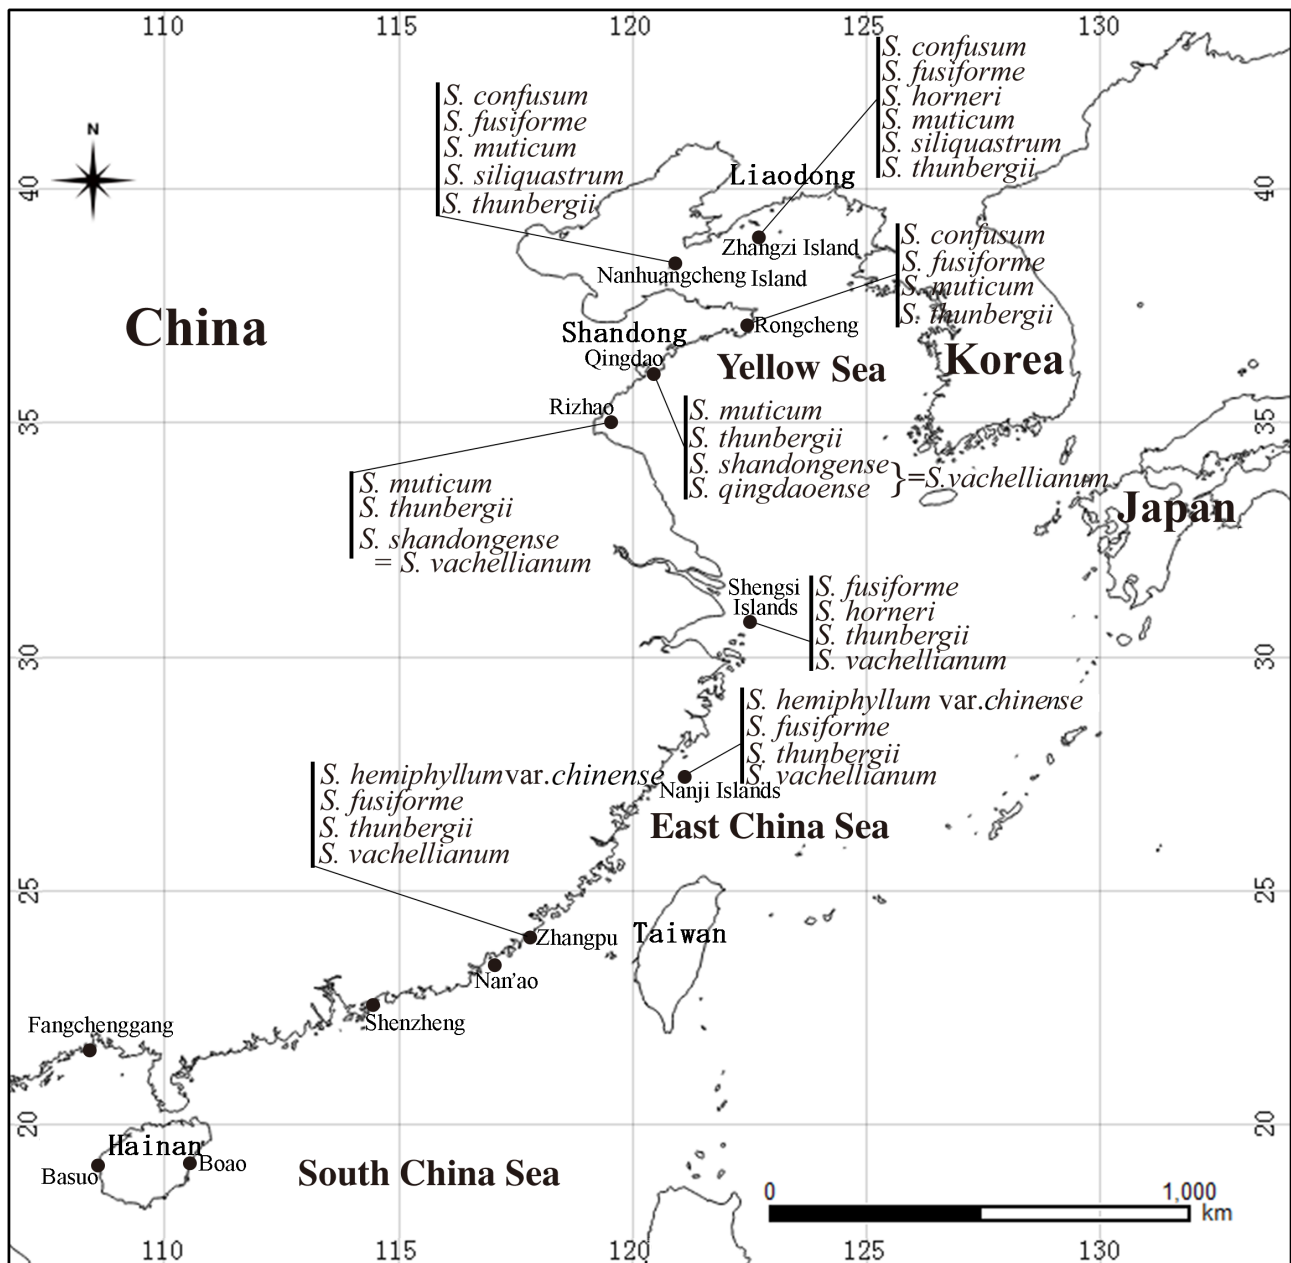 110 115 120 125 130
S. confusum
S. fusiforme
S. horneri
S. muticum
S. siliquastrum
S. thunbergii
S. confusum
S. fusiforme
S. muticum
S. siliquastrum
S. thunbergii
N
40
40
Liaodong
Zhangzi Island
Nanhuangcheng Island
S. confusum
S. fusiforme
S. muticum
S. thunbergii
China
Shandong
Rongcheng
Qingdao
Yellow Sea
Korea
Rizhao
35
35
S. muticum
S. thunbergii
S. shandongense
S. qingdaoense
}=S.vachellianum
S. muticum
S. thunbergii
S. shandongense
= S. vachellianum
Japan
Shengsi
Islands
S. fusiforme
S. horneri
S. thunbergii
S. vachellianum
30
30
S. hemiphyllum var.chinense
S. fusiforme
S. thunbergii
S. vachellianum
Nanji Islands
S. hemiphyllum var.chinense
S. fusiforme
S. thunbergii
S. vachellianum
East China Sea
25
25
Zhangpu
Taiwan
Nan'ao
Shenzheng
Fangchenggang
20
20
Hainan
Basuo
Boao
South China Sea
0 1,000
km
110 115 120 125 130